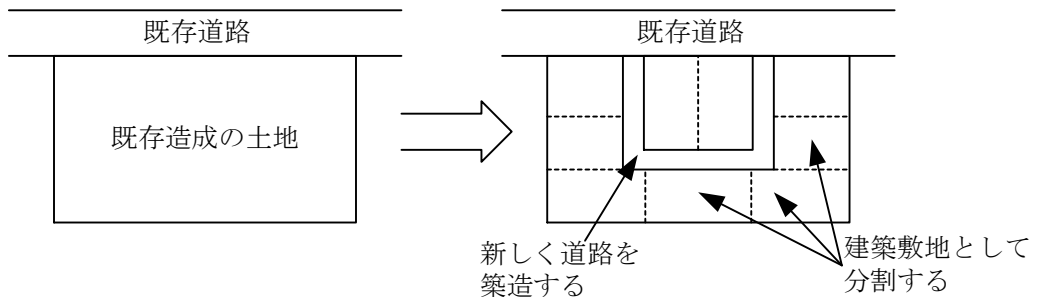 既存道路
既存道路
既存造成の土地
新しく道路を
築造する
建築敷地として
分割する